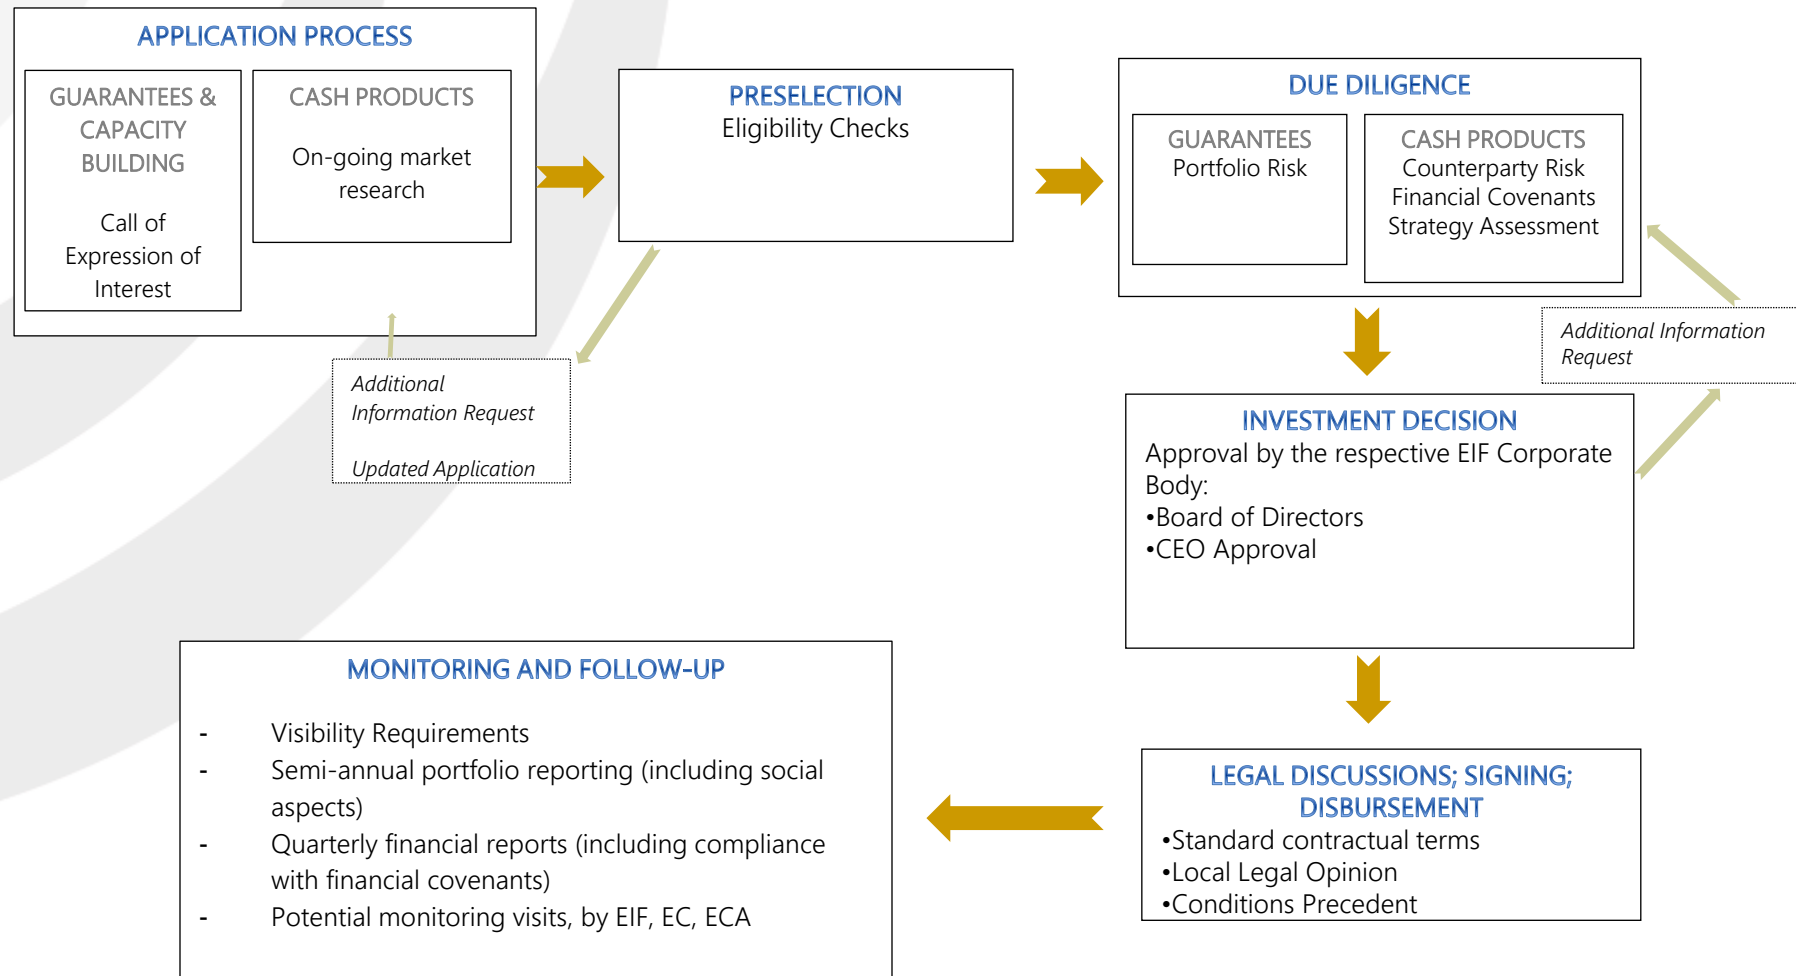 APPLICATION PROCESS
GUARANTEES &
CAPACITY
BUILDING
Call of
Expression of
Interest
CASH PRODUCTS
On-going market
research
PRESELECTION
Eligibility Checks
DUE DILIGENCE
GUARANTEES
Portfolio Risk
CASH PRODUCTS
Counterparty Risk
Financial Covenants
Strategy Assessment
Additional
Information Request
Updated Application
Additional Information
Request
INVESTMENT DECISION
Approval by the respective EIF Corporate
Body:
•Board of Directors
•CEO Approval
LEGAL DISCUSSIONS; SIGNING;
DISBURSEMENT
•Standard contractual terms
•Local Legal Opinion
•Conditions Precedent
MONITORING AND FOLLOW-UP
- Visibility Requirements
- Semi-annual portfolio reporting (including social
aspects)
- Quarterly financial reports (including compliance
with financial covenants)
- Potential monitoring visits, by EIF, EC, ECA